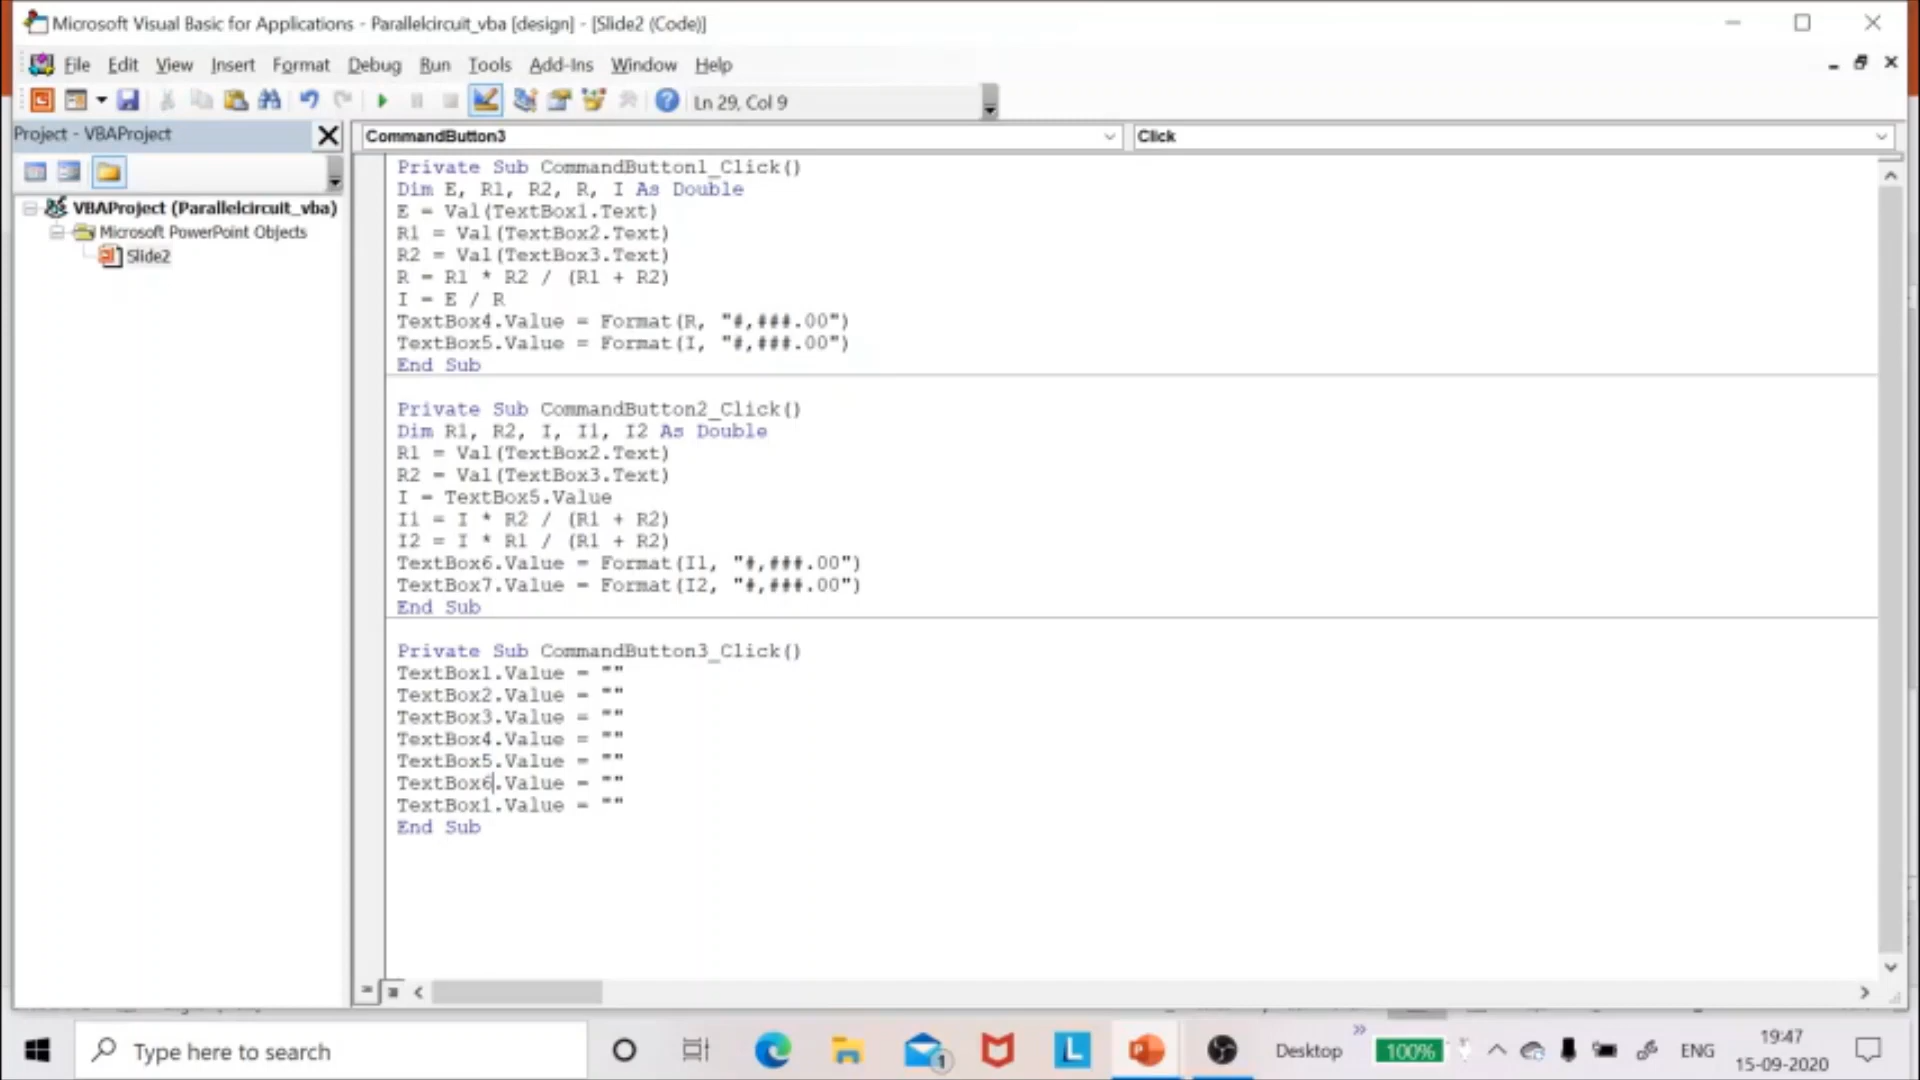 Microsoft Visual Basic for Applications - Parallelcircuit_vba [design] - [Slide2 (Code)]
File Edit View Insert Format Debug Run Tools Add-Ins Window Help
Ln 29, Col 9
Project - VBAProject
CommandButton3
Click
VBAProject (Parallelcircuit_vba)
Microsoft PowerPoint Objects
Slide2
Private Sub CommandButton1_Click()
Dim E, R1, R2, R, I As Double
E = Val(TextBox1.Text)
R1 = Val(TextBox2.Text)
R2 = Val(TextBox3.Text)
R = R1 * R2 / (R1 + R2)
I = E / R
TextBox4.Value = Format(R, "#,###.00")
TextBox5.Value = Format(I, "#,###.00")
End Sub
Private Sub CommandButton2_Click()
Dim R1, R2, I, I1, I2 As Double
R1 = Val(TextBox2.Text)
R2 = Val(TextBox3.Text)
I = TextBox5.Value
I1 = I * R2 / (R1 + R2)
I2 = I * R1 / (R1 + R2)
TextBox6.Value = Format(I1, "#,###.00")
TextBox7.Value = Format(I2, "#,###.00")
End Sub
Private Sub CommandButton3_Click()
TextBox1.Value = ""
TextBox2.Value = ""
TextBox3.Value = ""
TextBox4.Value = ""
TextBox5.Value = ""
TextBox6.Value = ""
TextBox1.Value = ""
End Sub
Type here to search
1
L
P
Desktop
100%
ENG
19:47
15-09-2020